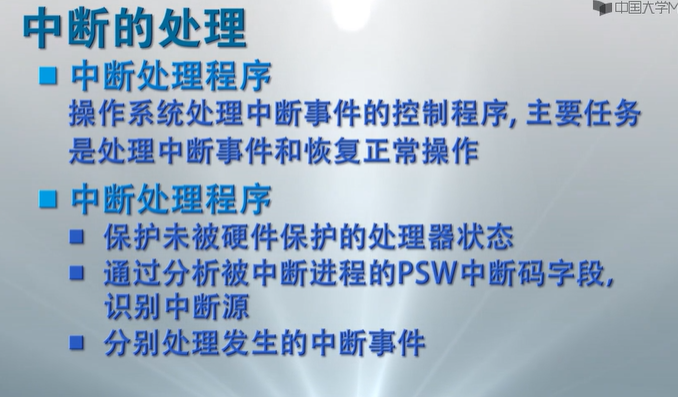 中国大学M
中断的处理
中断处理程序
操作系统处理中断事件的控制程序, 主要任务
是处理中断事件和恢复正常操作
中断处理程序
保护未被硬件保护的处理器状态
通过分析被中断进程的PSW中断码字段,
识别中断源
分别处理发生的中断事件